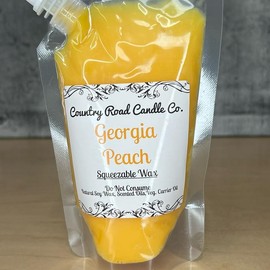 Country Road Candle Co.
Georgia
Peach
Squeezable Wax
Do Not Consume
Natural Soy Wax, Scented Oils, Veg. Carrier Oil